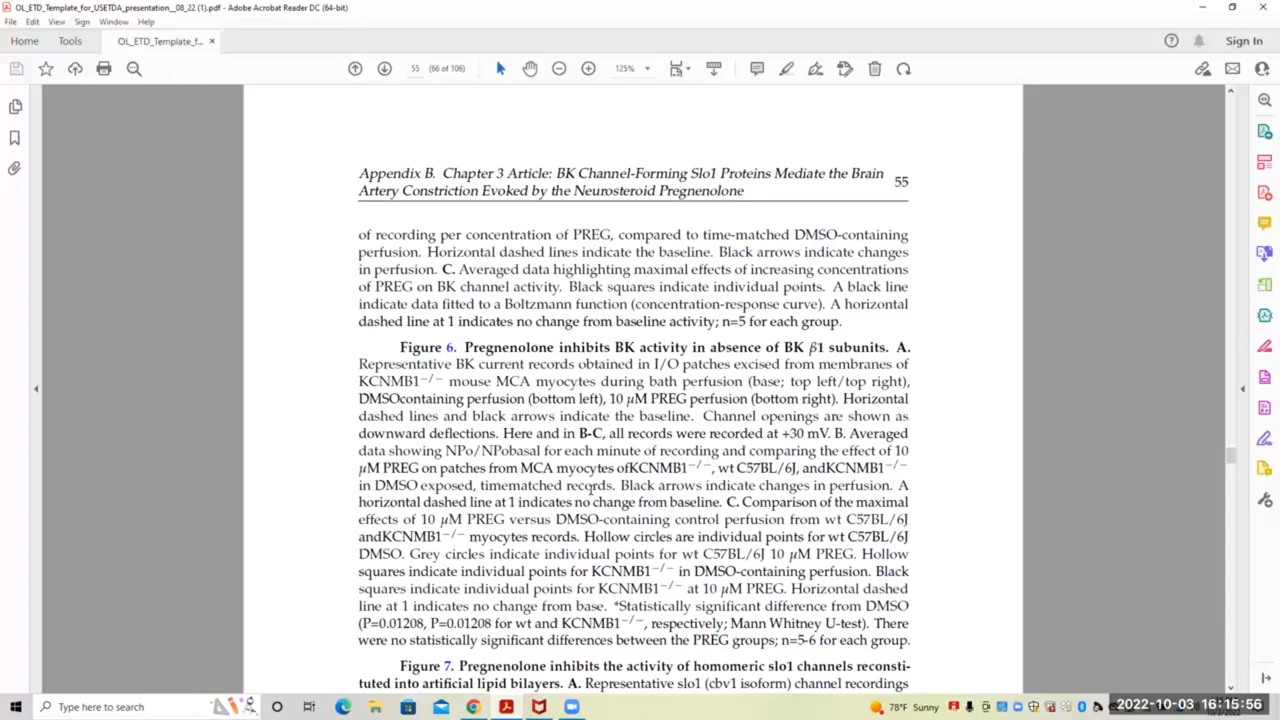 OL_ETD_Template_for_USETDA_presentation__08_22 (1).pdf - Adobe Acrobat Reader DC (64-bit)
File Edit View Sign Window Help
Home Tools OL_ETD_Template_f... × Sign In
55 (66 of 106) 125%
Appendix B. Chapter 3 Article: BK Channel-Forming Slo1 Proteins Mediate the Brain
Artery Constriction Evoked by the Neurosteroid Pregnenolone
55
of recording per concentration of PREG, compared to time-matched DMSO-containing
perfusion. Horizontal dashed lines indicate the baseline. Black arrows indicate changes
in perfusion. C. Averaged data highlighting maximal effects of increasing concentrations
of PREG on BK channel activity. Black squares indicate individual points. A black line
indicate data fitted to a Boltzmann function (concentration-response curve). A horizontal
dashed line at 1 indicates no change from baseline activity; n=5 for each group.
Figure 6. Pregnenolone inhibits BK activity in absence of BK β1 subunits. A.
Representative BK current records obtained in I/O patches excised from membranes of
KCNMB1−/− mouse MCA myocytes during bath perfusion (base; top left/top right),
DMSOcontaining perfusion (bottom left), 10 μM PREG perfusion (bottom right). Horizontal
dashed lines and black arrows indicate the baseline. Channel openings are shown as
downward deflections. Here and in B-C, all records were recorded at +30 mV. B. Averaged
data showing NPo/NPobasal for each minute of recording and comparing the effect of 10
μM PREG on patches from MCA myocytes ofKCNMB1−/−, wt C57BL/6J, andKCNMB1−/−
in DMSO exposed, timematched records. Black arrows indicate changes in perfusion. A
horizontal dashed line at 1 indicates no change from baseline. C. Comparison of the maximal
effects of 10 μM PREG versus DMSO-containing control perfusion from wt C57BL/6J
andKCNMB1−/− myocytes records. Hollow circles are individual points for wt C57BL/6J
DMSO. Grey circles indicate individual points for wt C57BL/6J 10 μM PREG. Hollow
squares indicate individual points for KCNMB1−/− in DMSO-containing perfusion. Black
squares indicate individual points for KCNMB1−/− at 10 μM PREG. Horizontal dashed
line at 1 indicates no change from base. *Statistically significant difference from DMSO
(P=0.01208, P=0.01208 for wt and KCNMB1−/−, respectively; Mann Whitney U-test). There
were no statistically significant differences between the PREG groups; n=5-6 for each group.
Figure 7. Pregnenolone inhibits the activity of homomeric slo1 channels reconsti-
tuted into artificial lipid bilayers. A. Representative slo1 (cbv1 isoform) channel recordings
Type here to search 78°F Sunny 2022-10-03 16:15:56